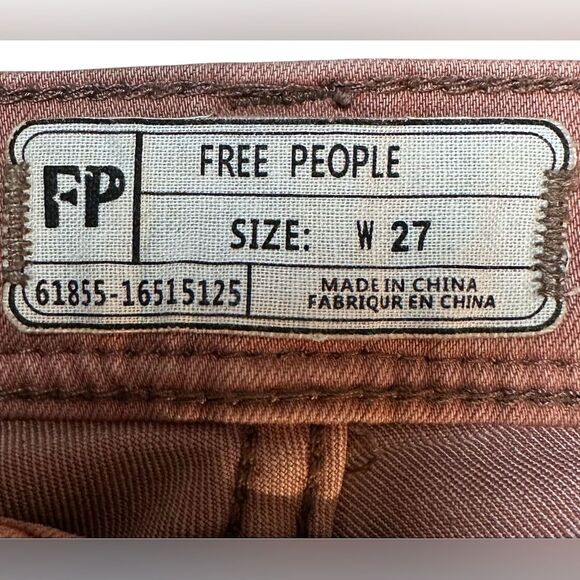 FP
FREE PEOPLE
SIZE: W 27
61855-16515125
MADE IN CHINA
FABRIQUR EN CHINA